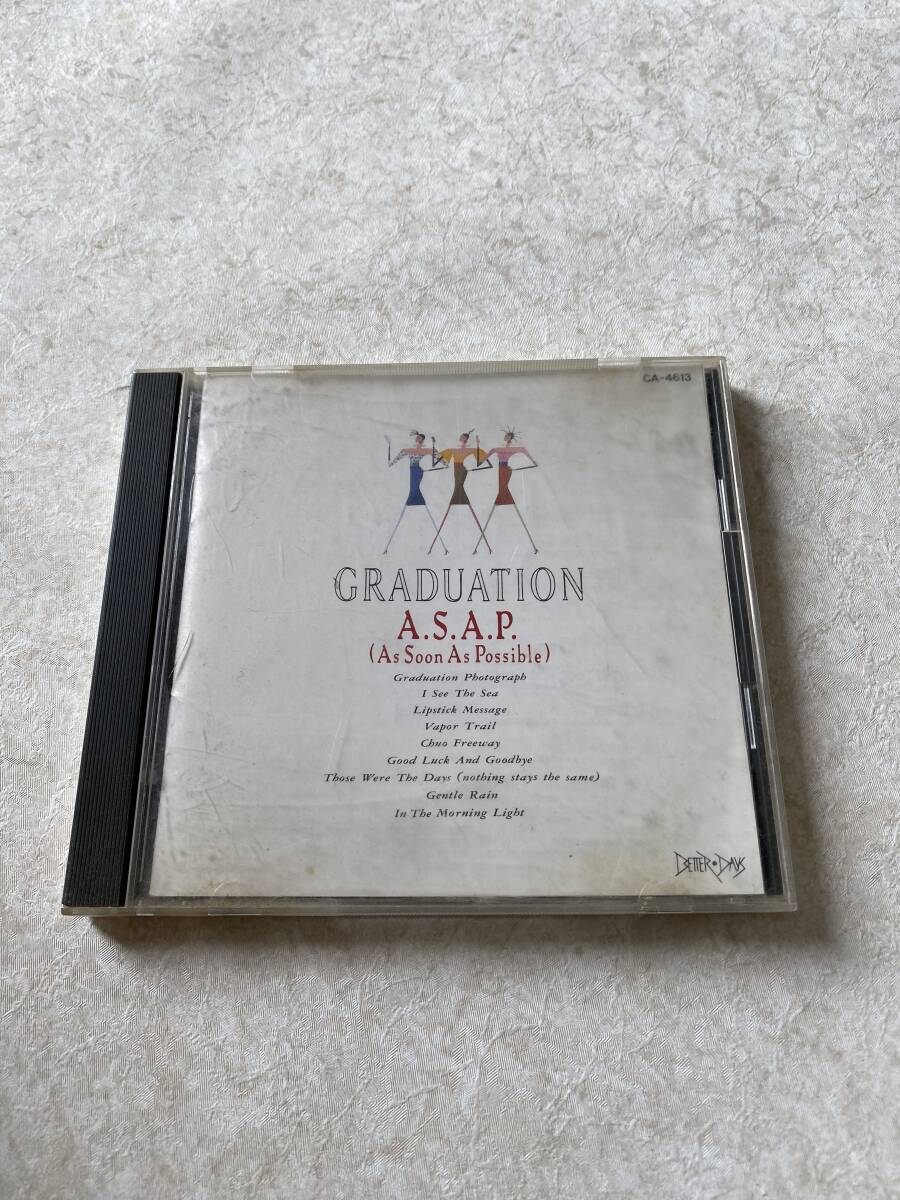 CA-4613
GRADUATION
A.S.A.P.
(As Soon As Possible)
Graduation Photograph
I See The Sea
Lipstick Message
Vapor Trail
Chuo Freeway
Good Luck And Goodbye
Those Were The Days (nothing stays the same)
Gentle Rain
In The Morning Light
BETTER•DAYS